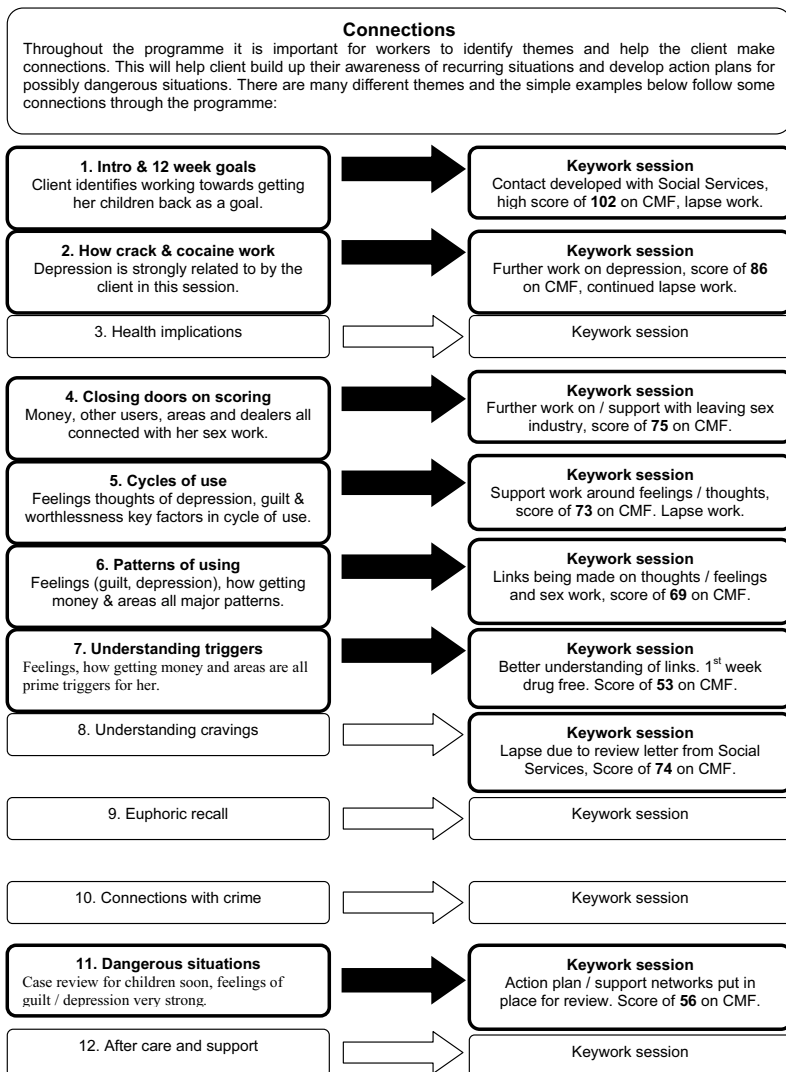 Connections
Throughout the programme it is important for workers to identify themes and help the client make
connections. This will help client build up their awareness of recurring situations and develop action plans for
possibly dangerous situations. There are many different themes and the simple examples below follow some
connections through the programme:
1. Intro & 12 week goals
Client identifies working towards getting
her children back as a goal.
Keywork session
Contact developed with Social Services,
high score of 102 on CMF, lapse work.
2. How crack & cocaine work
Depression is strongly related to by the
client in this session.
Keywork session
Further work on depression, score of 86
on CMF, continued lapse work.
3. Health implications
Keywork session
4. Closing doors on scoring
Money, other users, areas and dealers all
connected with her sex work.
Keywork session
Further work on / support with leaving sex
industry, score of 75 on CMF.
5. Cycles of use
Feelings thoughts of depression, guilt &
worthlessness key factors in cycle of use.
Keywork session
Support work around feelings / thoughts,
score of 73 on CMF. Lapse work.
6. Patterns of using
Feelings (guilt, depression), how getting
money & areas all major patterns.
Keywork session
Links being made on thoughts / feelings
and sex work, score of 69 on CMF.
7. Understanding triggers
Feelings, how getting money and areas are all
prime triggers for her.
Keywork session
Better understanding of links. 1st week
drug free. Score of 53 on CMF.
8. Understanding cravings
Keywork session
Lapse due to review letter from Social
Services, Score of 74 on CMF.
9. Euphoric recall
Keywork session
10. Connections with crime
Keywork session
11. Dangerous situations
Case review for children soon, feelings of
guilt / depression very strong.
Keywork session
Action plan / support networks put in
place for review. Score of 56 on CMF.
12. After care and support
Keywork session